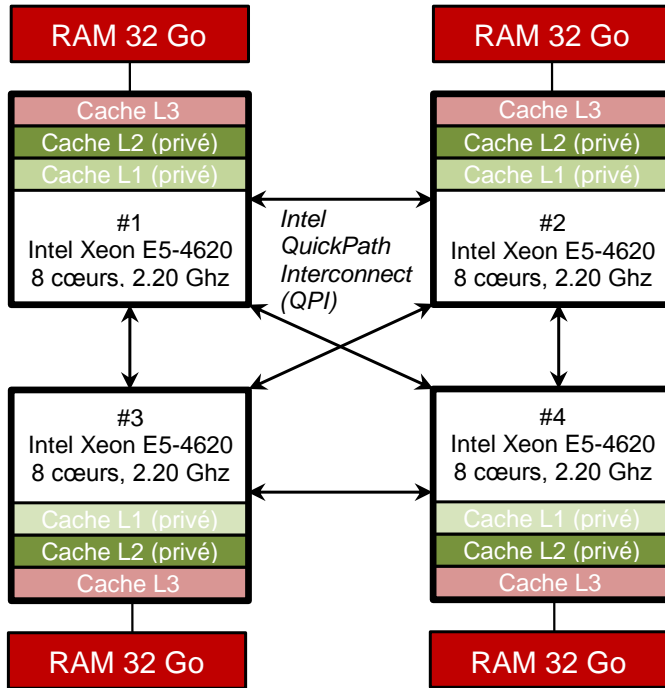 RAM 32 Go
RAM 32 Go
Cache L3
Cache L2 (privé)
Cache L1 (privé)
#1
Intel Xeon E5-4620
8 cœurs, 2.20 Ghz
Cache L3
Cache L2 (privé)
Cache L1 (privé)
#2
Intel Xeon E5-4620
8 cœurs, 2.20 Ghz
Intel
QuickPath
Interconnect
(QPI)
#3
Intel Xeon E5-4620
8 cœurs, 2.20 Ghz
Cache L1 (privé)
Cache L2 (privé)
Cache L3
#4
Intel Xeon E5-4620
8 cœurs, 2.20 Ghz
Cache L1 (privé)
Cache L2 (privé)
Cache L3
RAM 32 Go
RAM 32 Go